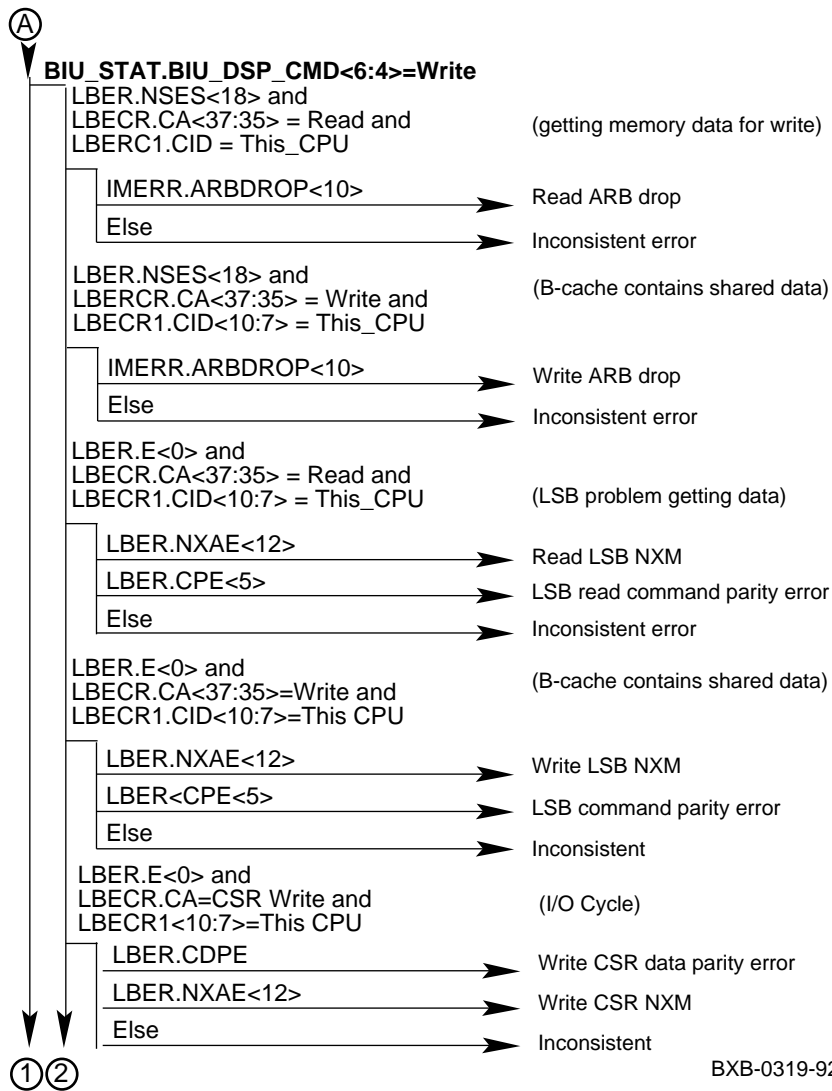 A
BIU_STAT.BIU_DSP_CMD<6:4>=Write
LBER.NSES<18> and
LBECR.CA<37:35> = Read and
LBERC1.CID = This_CPU
(getting memory data for write)
IMERR.ARBDROP<10>
Read ARB drop
Else
Inconsistent error
LBER.NSES<18> and
LBERCR.CA<37:35> = Write and
LBECR1.CID<10:7> = This_CPU
(B-cache contains shared data)
IMERR.ARBDROP<10>
Write ARB drop
Else
Inconsistent error
LBER.E<0> and
LBECR.CA<37:35> = Read and
LBECR1.CID<10:7> = This_CPU
(LSB problem getting data)
LBER.NXAE<12>
Read LSB NXM
LBER.CPE<5>
LSB read command parity error
Else
Inconsistent error
LBER.E<0> and
LBECR.CA<37:35>=Write and
LBECR1.CID<10:7>=This CPU
(B-cache contains shared data)
LBER.NXAE<12>
Write LSB NXM
LBER<CPE<5>
LSB command parity error
Else
Inconsistent
LBER.E<0> and
LBECR.CA=CSR Write and
LBECR1<10:7>=This CPU
(I/O Cycle)
LBER.CDPE
Write CSR data parity error
LBER.NXAE<12>
Write CSR NXM
Else
Inconsistent
1 2
BXB-0319-92